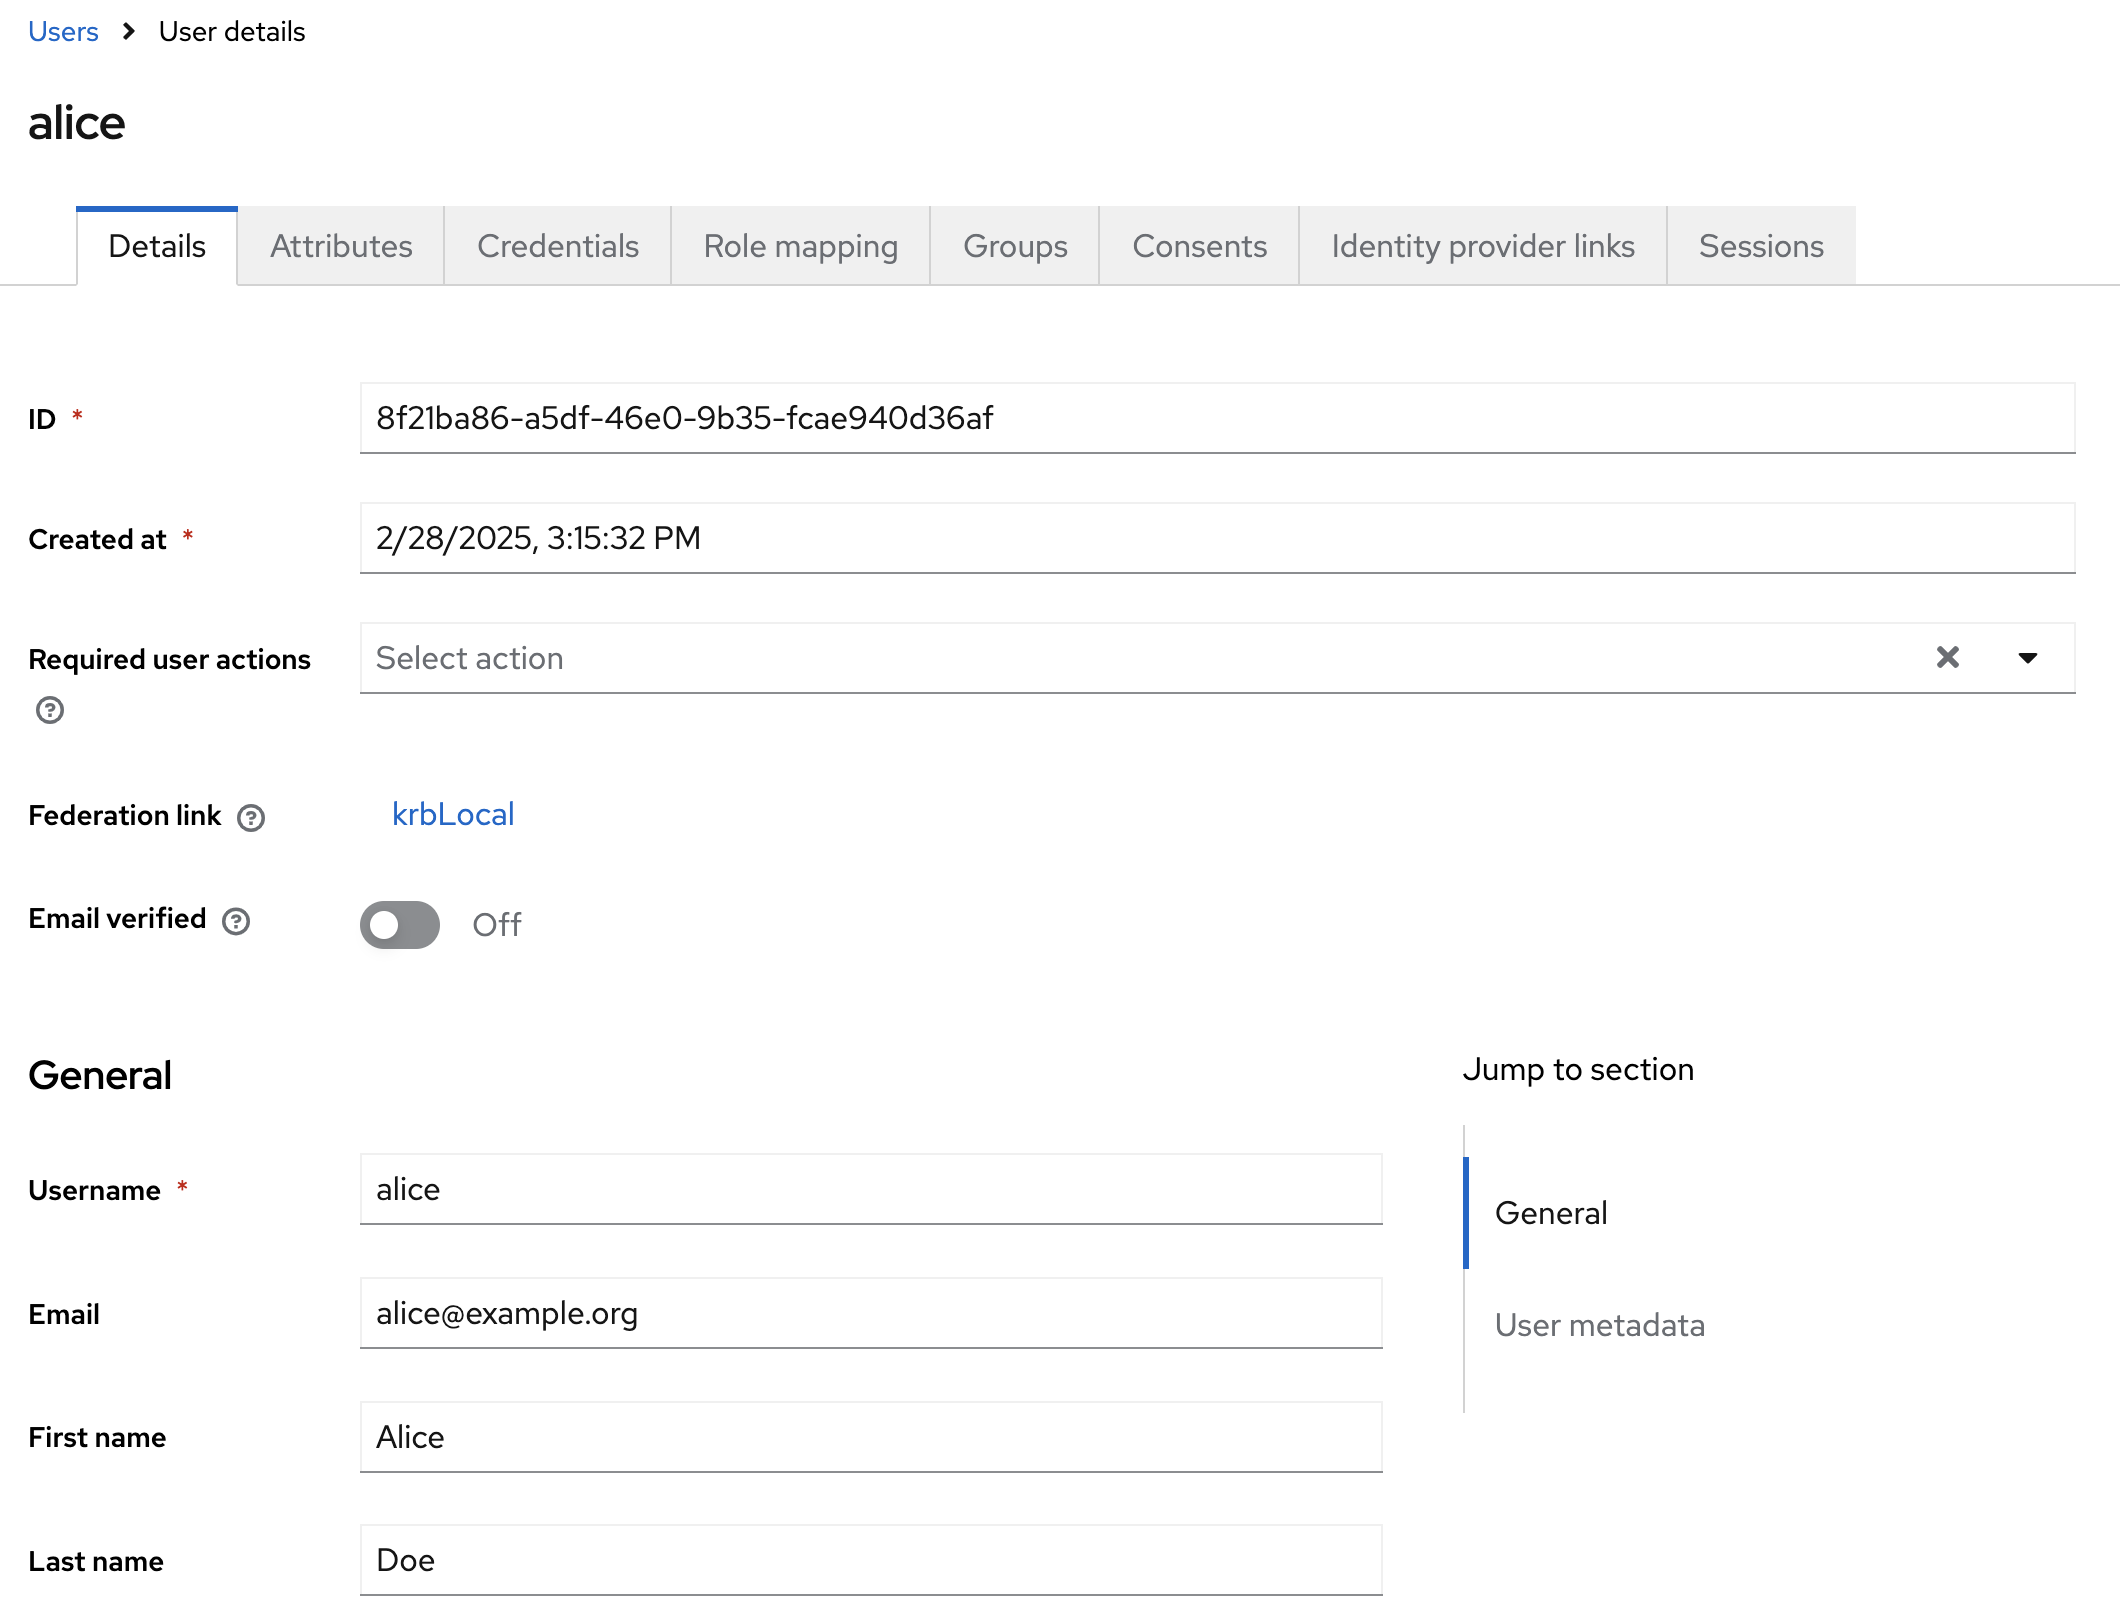 Users > User details
alice
Details Attributes Credentials Role mapping Groups Consents Identity provider links Sessions
ID * 8f21ba86-a5df-46e0-9b35-fcae940d36af
Created at * 2/28/2025, 3:15:32 PM
Required user actions Select action
Federation link krbLocal
Email verified Off
General
Jump to section
Username * alice
General
Email alice@example.org
User metadata
First name Alice
Last name Doe